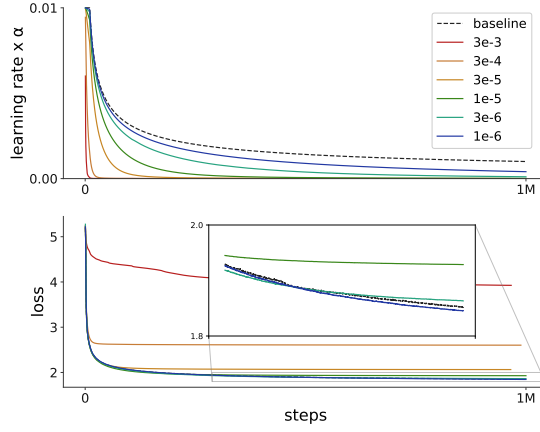 learning rate x α
0.01
0.00
0
1M
baseline
3e-3
3e-4
3e-5
1e-5
3e-6
1e-6
loss
5
4
3
2
2.0
1.8
0
1M
steps